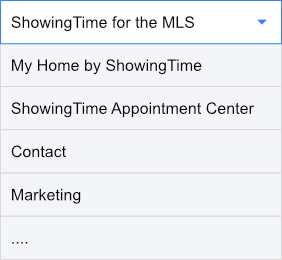 ShowingTime for the MLS
My Home by ShowingTime
ShowingTime Appointment Center
Contact
Marketing
....